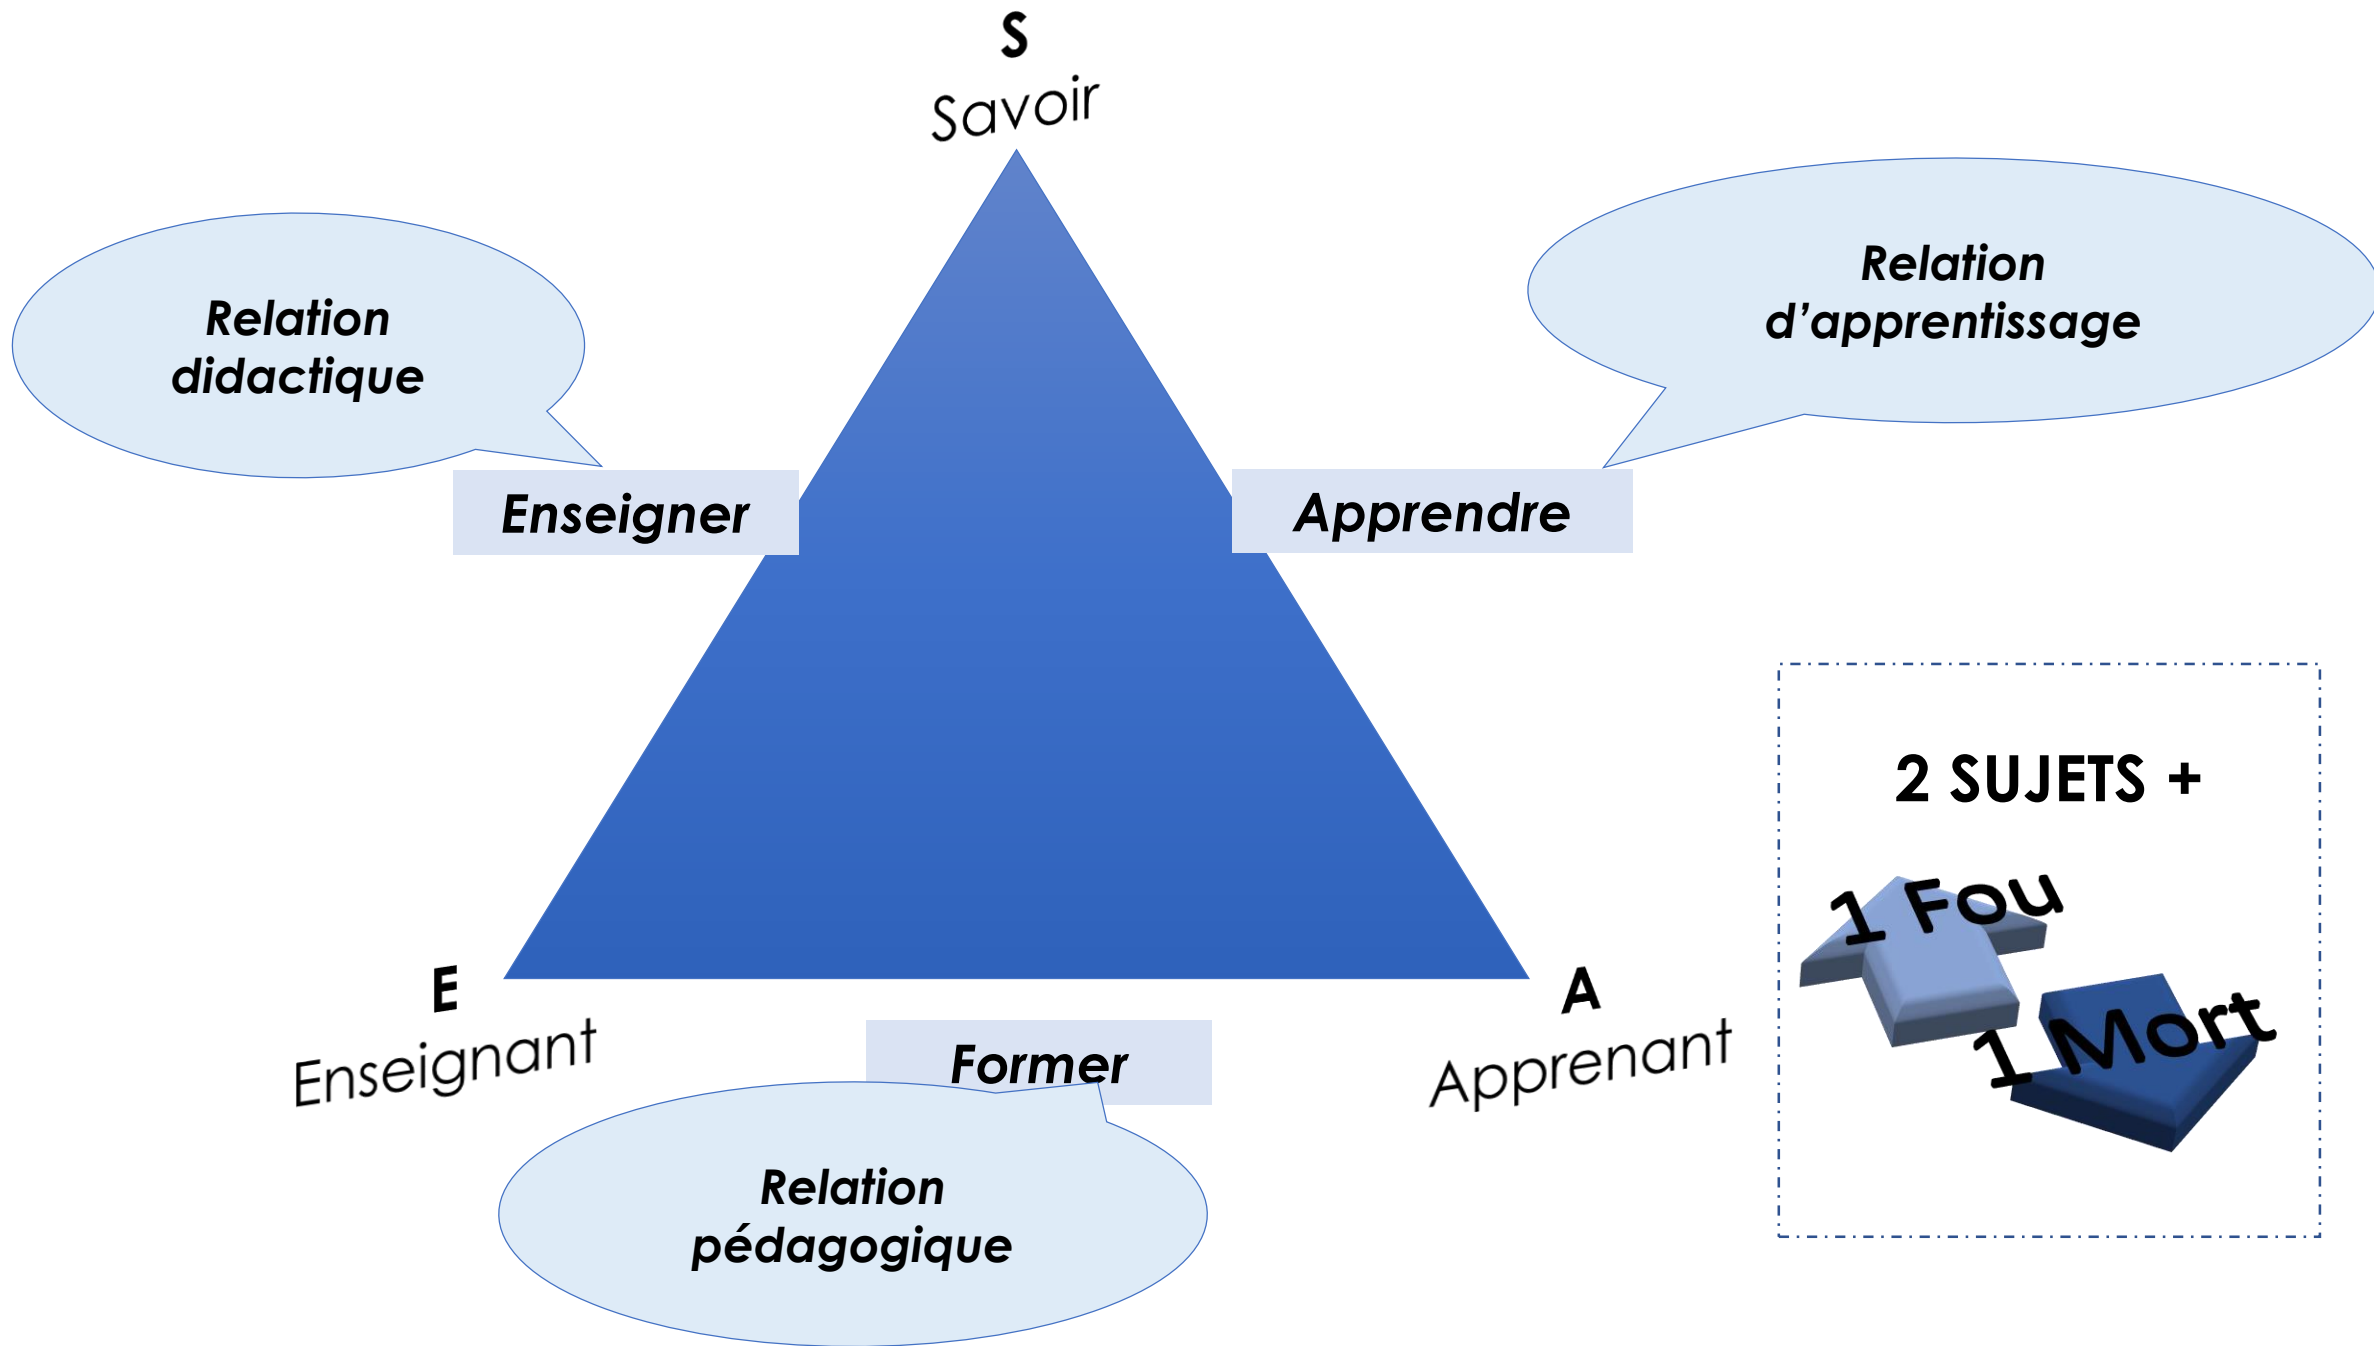 S
Savoir
Relation
didactique
Relation
d’apprentissage
Enseigner
Apprendre
2 SUJETS +
1 Fou
1 Mort
E
Enseignant
A
Apprenant
Former
Relation
pédagogique